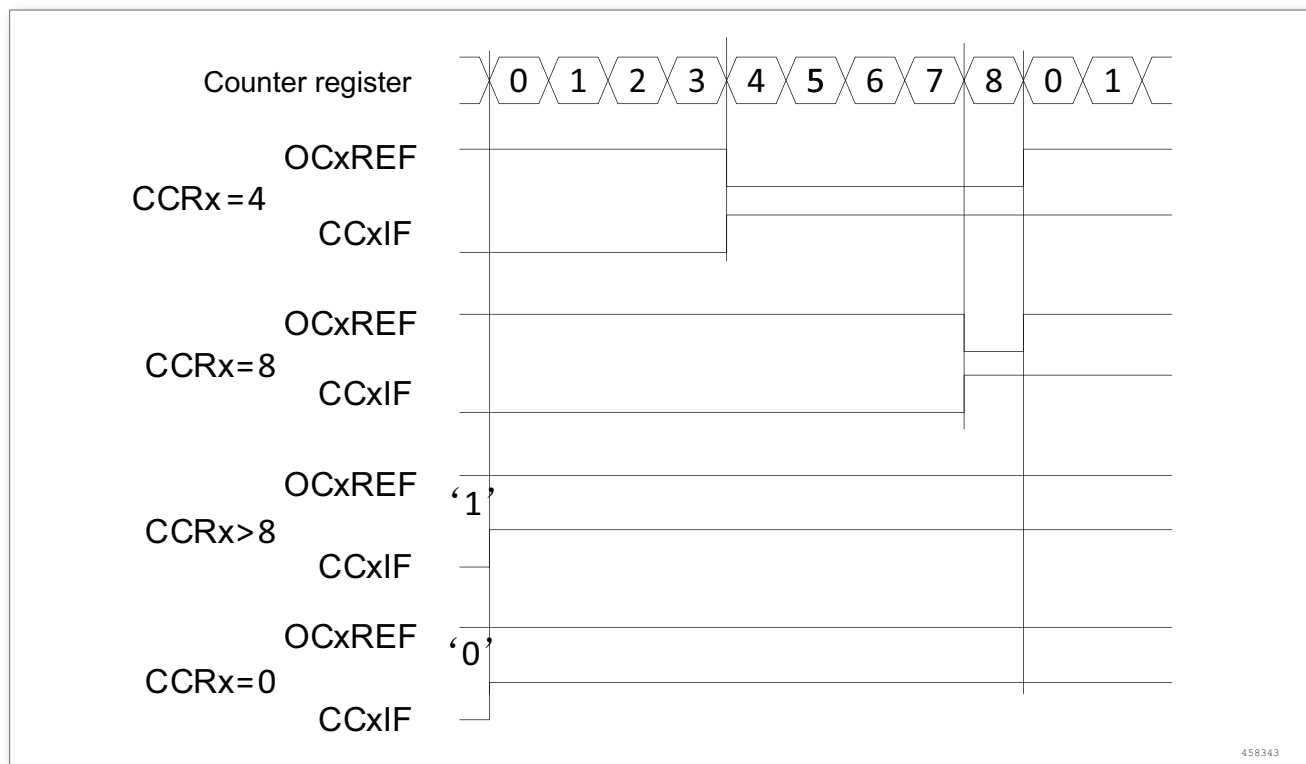 Counter register 0 1 2 3 4 5 6 7 8 0 1
OCxREF
CCRx=4
CCxIF
OCxREF
CCRx=8
CCxIF
OCxREF ‘1’
CCRx>8
CCxIF
OCxREF ‘0’
CCRx=0
CCxIF
458343